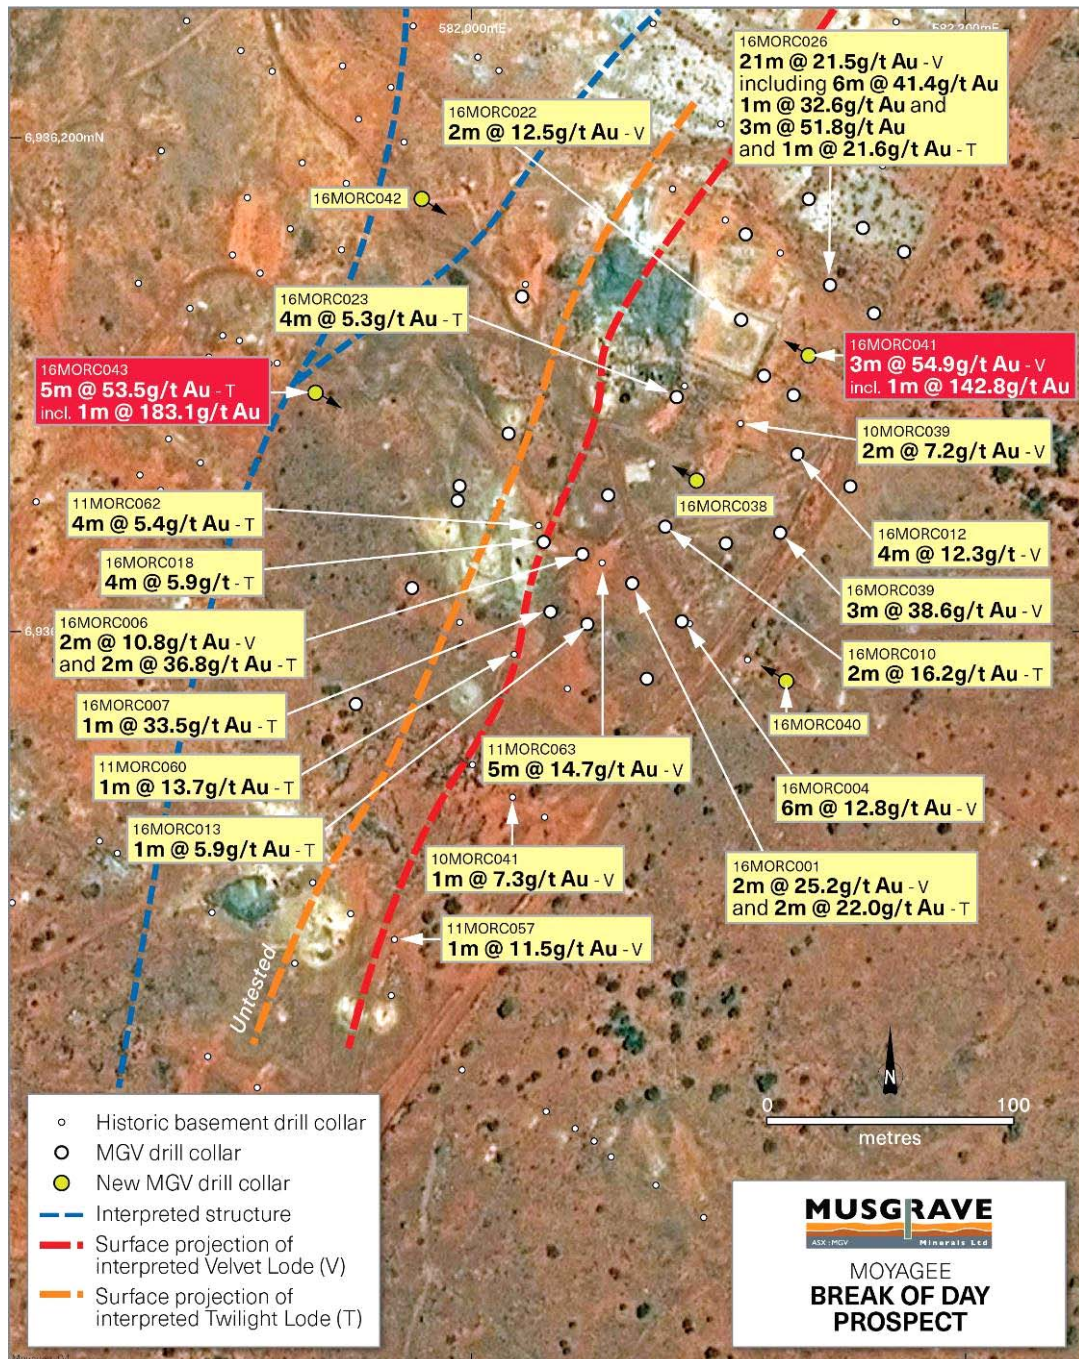 582,000mE
582,200mE
16MORC026
21m @ 21.5g/t Au - V
including 6m @ 41.4g/t Au
1m @ 32.6g/t Au and
3m @ 51.8g/t Au
and 1m @ 21.6g/t Au - T
16MORC022
2m @ 12.5g/t Au - V
6,936,200mN
16MORC042
16MORC023
4m @ 5.3g/t Au - T
16MORC043
5m @ 53.5g/t Au - T
incl. 1m @ 183.1g/t Au
16MORC041
3m @ 54.9g/t Au - V
incl. 1m @ 142.8g/t Au
10MORC039
2m @ 7.2g/t Au - V
11MORC062
4m @ 5.4g/t Au - T
16MORC038
16MORC012
4m @ 12.3g/t - V
16MORC018
4m @ 5.9g/t - T
16MORC039
3m @ 38.6g/t Au - V
16MORC006
2m @ 10.8g/t Au - V
and 2m @ 36.8g/t Au - T
6,936
16MORC010
2m @ 16.2g/t Au - T
16MORC007
1m @ 33.5g/t Au - T
16MORC040
11MORC060
1m @ 13.7g/t Au - T
11MORC063
5m @ 14.7g/t Au - V
16MORC004
6m @ 12.8g/t Au - V
16MORC013
1m @ 5.9g/t Au - T
10MORC041
1m @ 7.3g/t Au - V
16MORC001
2m @ 25.2g/t Au - V
and 2m @ 22.0g/t Au - T
11MORC057
1m @ 11.5g/t Au - V
Untested
N
0 100
metres
Historic basement drill collar
MGV drill collar
New MGV drill collar
Interpreted structure
Surface projection of
interpreted Velvet Lode (V)
Surface projection of
interpreted Twilight Lode (T)
MUSGRAVE
ASX : MGV Minerals Ltd
MOYAGEE
BREAK OF DAY
PROSPECT